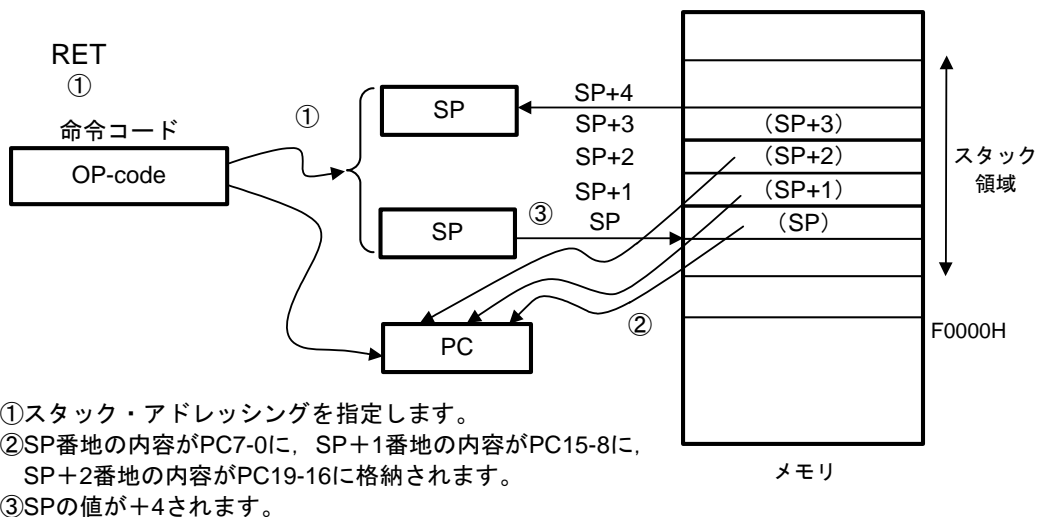 RET
①
命令コード
OP-code
①
SP
SP
③
PC
②
SP+4
SP+3
SP+2
SP+1
SP
（SP+3）
（SP+2）
（SP+1）
（SP）
スタック
領域
F0000H
メモリ
①スタック・アドレッシングを指定します。
②SP番地の内容がPC7-0に，SP＋1番地の内容がPC15-8に，
SP＋2番地の内容がPC19-16に格納されます。
③SPの値が＋4されます。